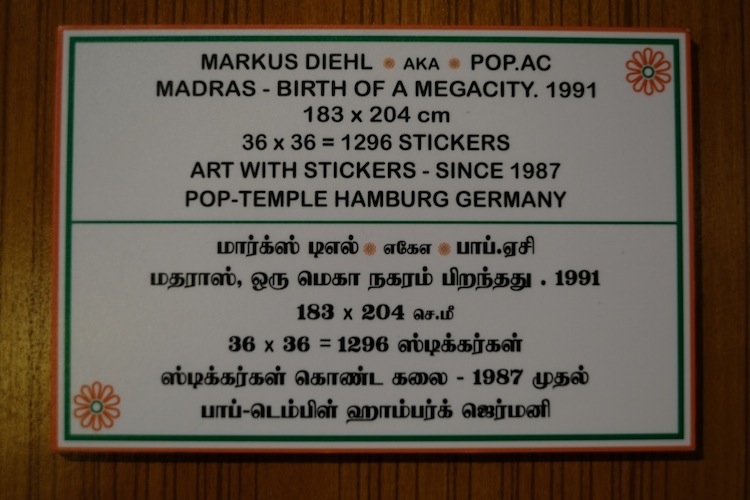 MARKUS DIEHL AKA POP.AC
MADRAS - BIRTH OF A MEGACITY. 1991
183 x 204 cm
36 x 36 = 1296 STICKERS
ART WITH STICKERS - SINCE 1987
POP-TEMPLE HAMBURG GERMANY
மார்க்ஸ் டிஎல் எகேஎ பாப்.ஏசி
மதராஸ், ஒரு மெகா நகரம் பிறந்தது . 1991
183 x 204 செ.மீ
36 x 36 = 1296 ஸ்டிக்கர்கள்
ஸ்டிக்கர்கள் கொண்ட கலை - 1987 முதல்
பாப்-டெம்பிள் ஹாம்பர்க் ஜெர்மனி